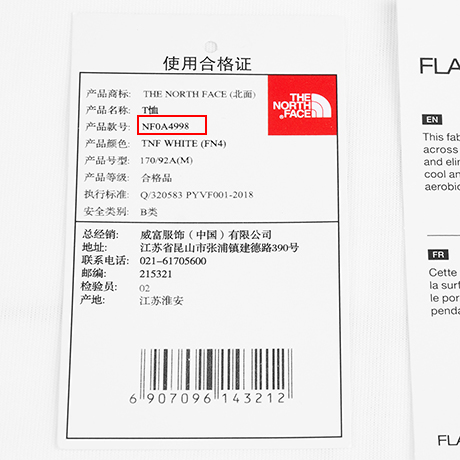 使用合格证
产品商标: THE NORTH FACE (北面)
产品名称: T恤
产品款号: NF0A4998
产品颜色: TNF WHITE (FN4)
产品号型: 170/92A(M)
产品等级: 合格品
执行标准: Q/320583 PYVF001-2018
安全类别: B类
THE
NORTH
FACE
总经销: 威富服饰（中国）有限公司
地址: 江苏省昆山市张浦镇建德路390号
联系电话: 021-61705600
邮编: 215321
检验员: 02
产地: 江苏淮安
6 907096 143212
FLA
EN
This fab
across
and elin
cool an
aerobic
FR
Cette
la surf
le por
penda
FLA